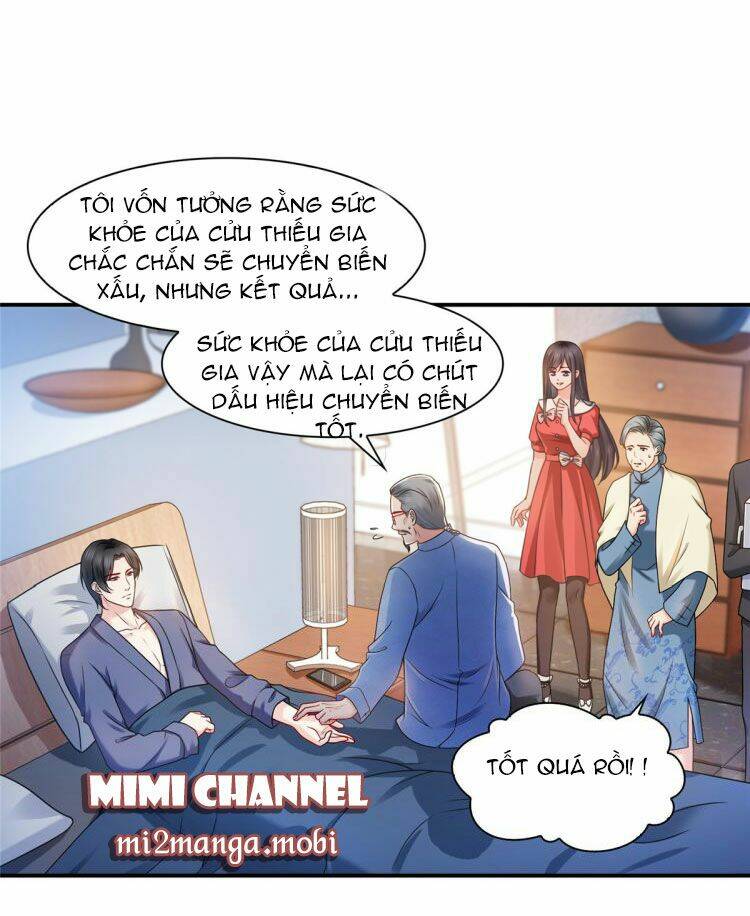 TÔI VỐN TƯỞNG RẰNG SỨC
KHỎE CỦA CỬU THIẾU GIA
CHẮC CHẮN SẼ CHUYỂN BIẾN
XẤU, NHƯNG KẾT QUẢ...
SỨC KHỎE CỦA CỬU THIẾU
GIA VẬY MÀ LẠI CÓ CHÚT
DẤU HIỆU CHUYỂN BIẾN
TỐT.
TỐT QUÁ RỒI! !
MIMI CHANNEL
mi2manga.mobi